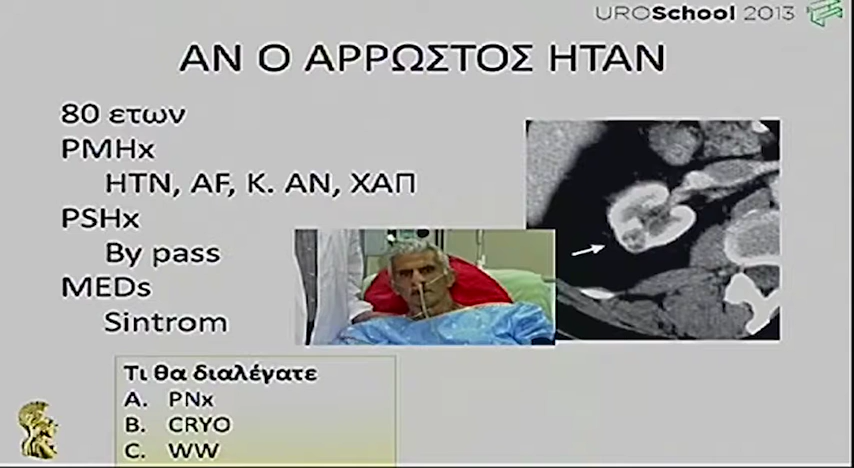 UROSchool 2013
ΑΝ Ο ΑΡΡΩΣΤΟΣ ΗΤΑΝ
80 ετων
PMHx
HTN, AF, Κ. ΑΝ, ΧΑΠ
PSHx
By pass
MEDs
Sintrom
Τι θα διαλέγατε
A. PNx
B. CRYO
C. WW